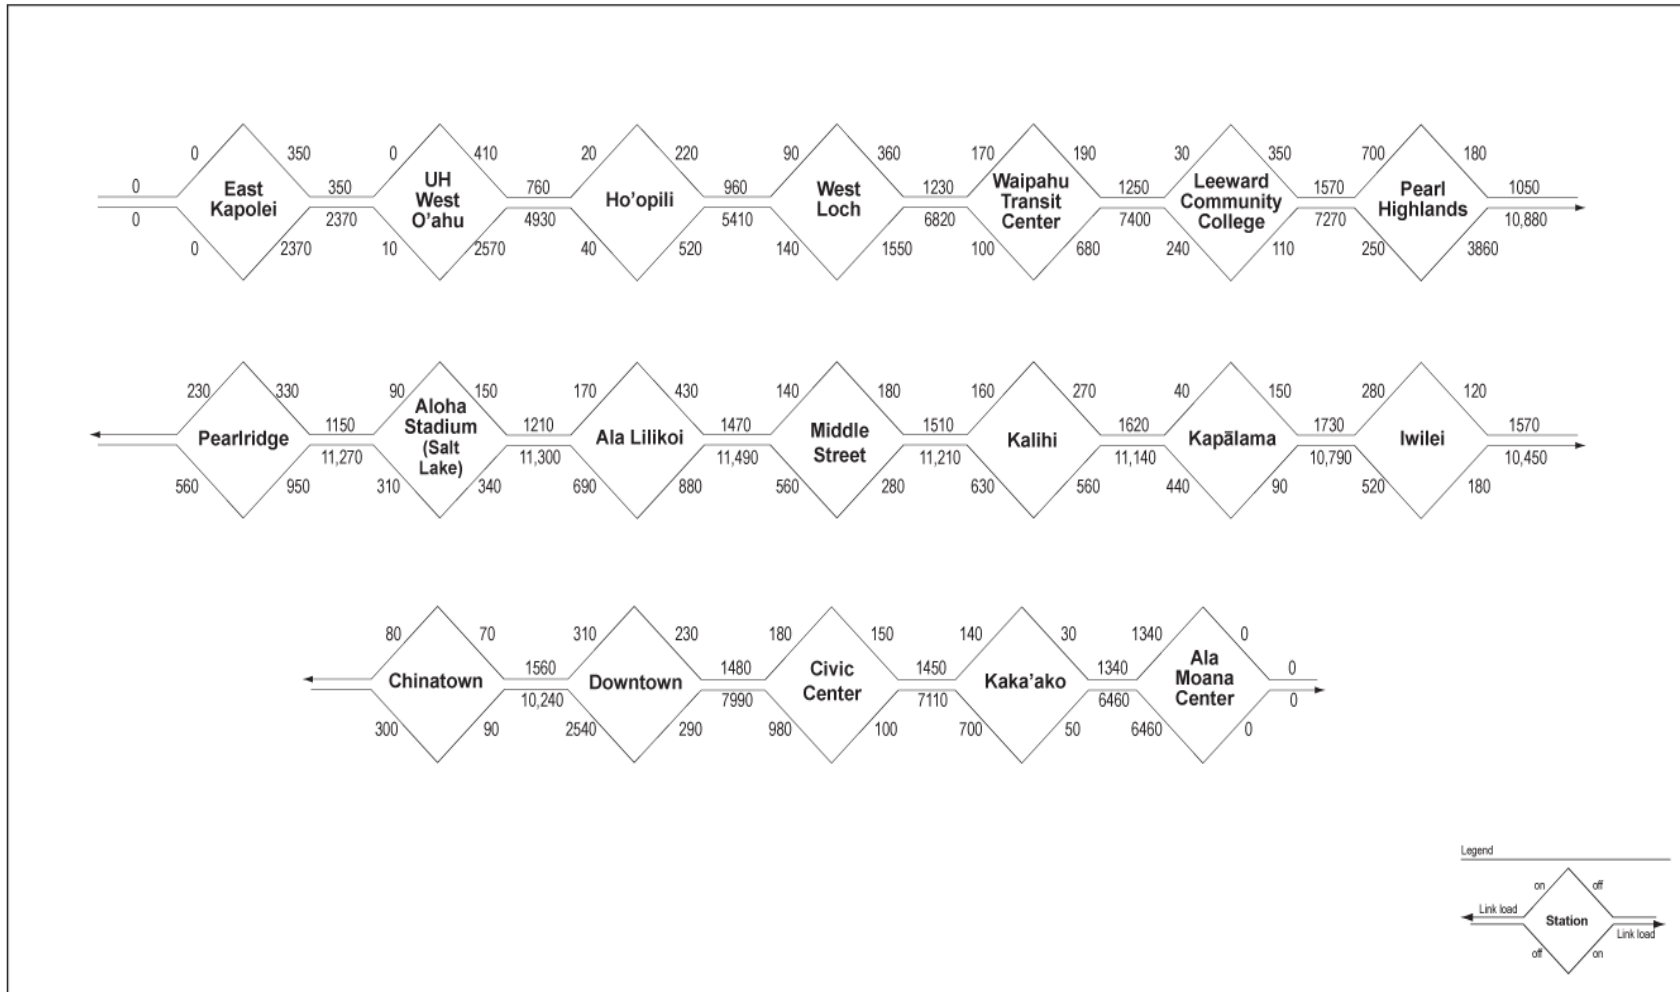 0 350 0 410 20 220 90 360 170 190 30 350 700 180
0 350 760 960 1230 1250 1570 1050
East
Kapolei
UH
West
O'ahu
Ho'opili
West
Loch
Waipahu
Transit
Center
Leeward
Community
College
Pearl
Highlands
0 2370 4930 5410 6820 7400 7270 10,880
0 2370 10 2570 40 520 140 1550 100 680 240 110 250 3860
230 330 90 150 170 430 140 180 160 270 40 150 280 120
1150 1210 1470 1510 1620 1730 1570
Pearlridge
Aloha
Stadium
(Salt
Lake)
Ala Lilikoi
Middle
Street
Kalihi
Kapālama
Iwilei
11,270 11,300 11,490 11,210 11,140 10,790 10,450
560 950 310 340 690 880 560 280 630 560 440 90 520 180
80 70 310 230 180 150 140 30 1340 0
1560 1480 1450 1340 0
Chinatown
Downtown
Civic
Center
Kaka'ako
Ala
Moana
Center
10,240 7990 7110 6460 0
300 90 2540 290 980 100 700 50 6460 0
Legend
on off
Link load
Station
Link load
off on